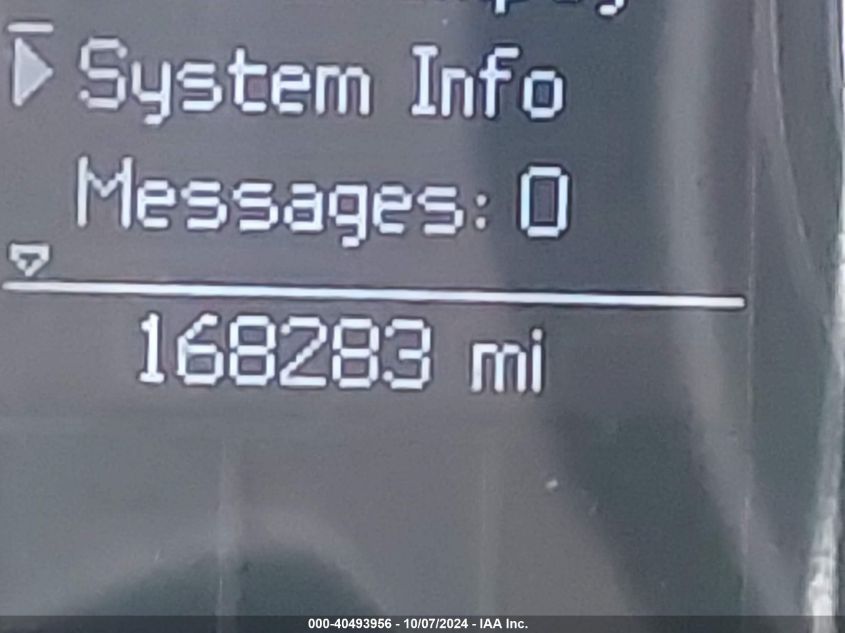 System Info
Messages: 0
168283 mi
000-40493956 - 10/07/2024 - IAA Inc.